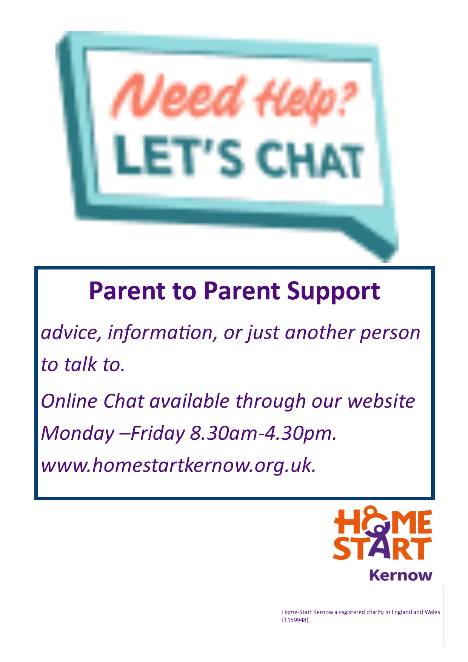 Need Help?
LET'S CHAT
Parent to Parent Support
advice, information, or just another person
to talk to.
Online Chat available through our website
Monday –Friday 8.30am-4.30pm.
www.homestartkernow.org.uk.
HOME
START
Kernow
Home-Start Kernow a registered charity in England and Wales
(1159948)